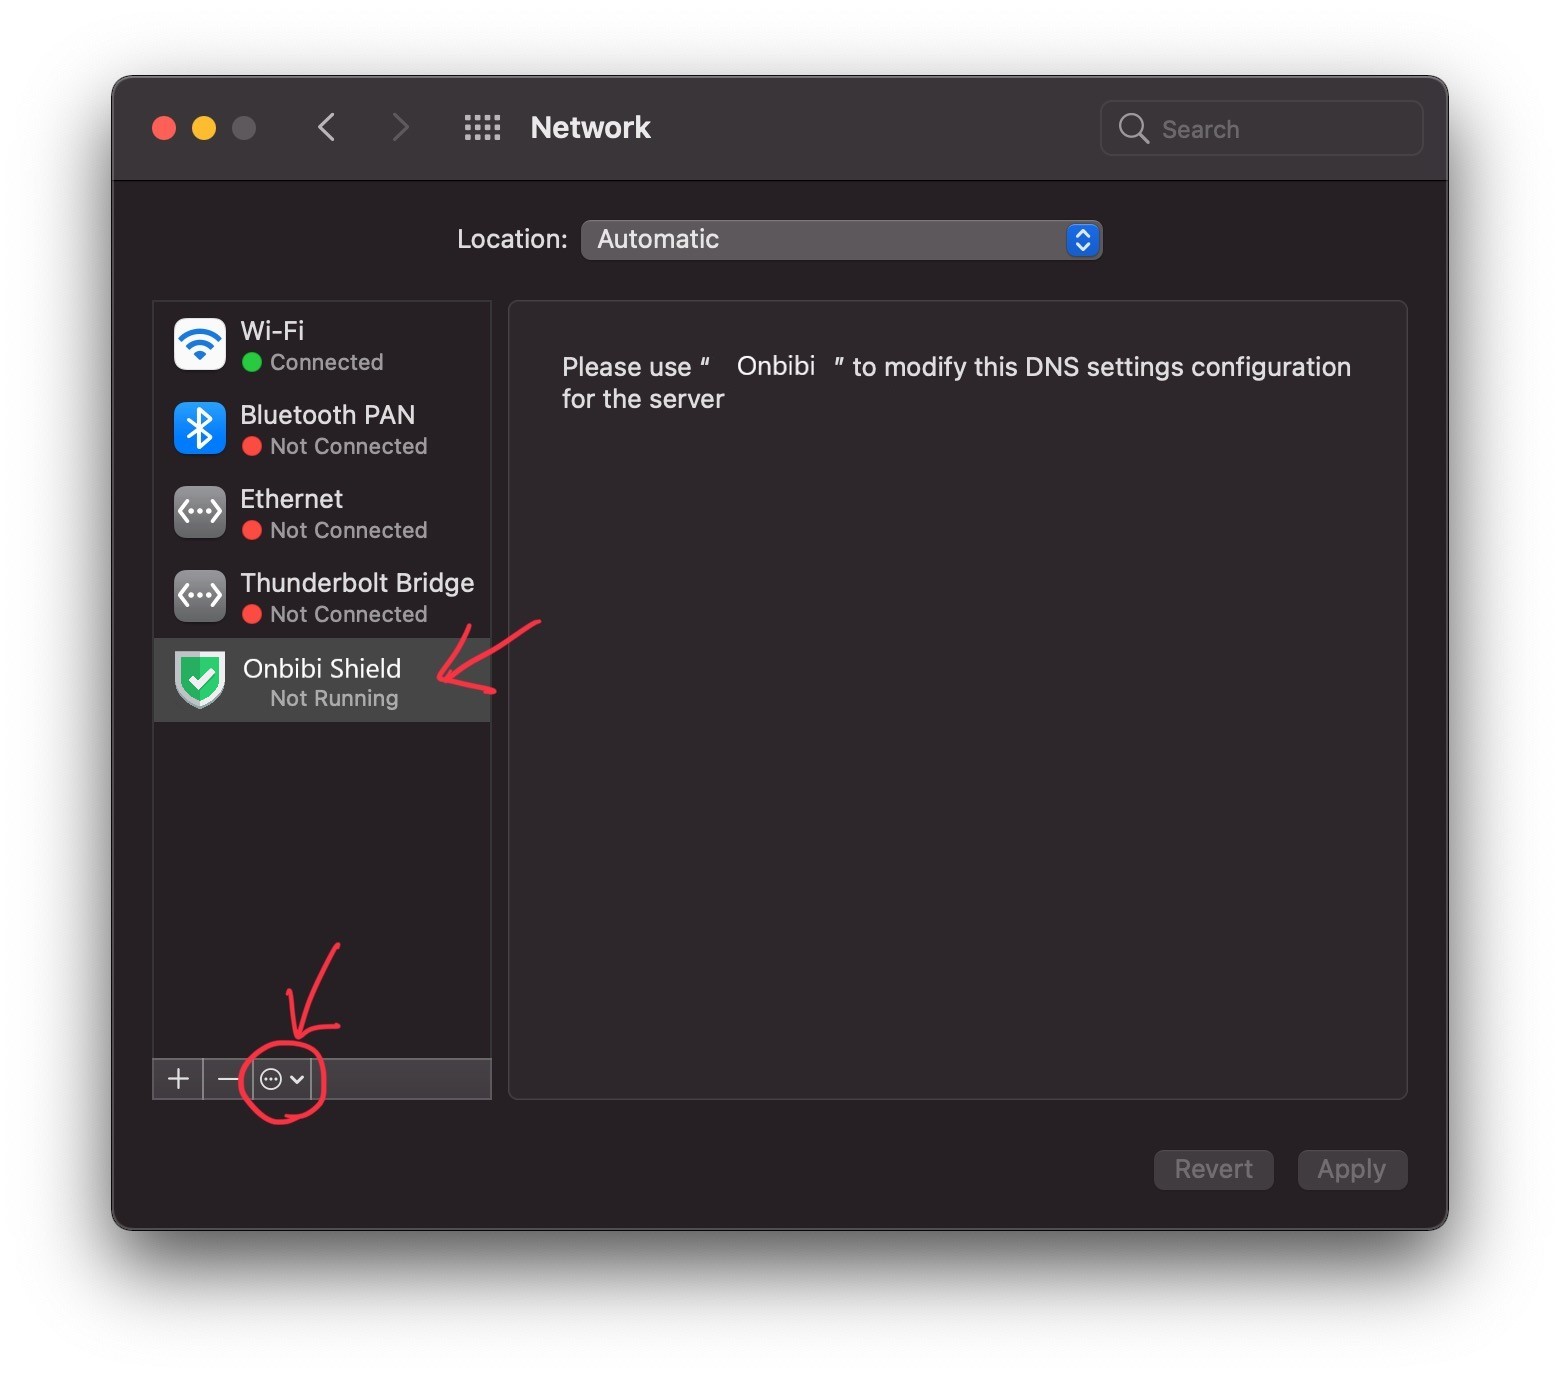 Network
Search
Location: Automatic
Wi-Fi
Connected
Bluetooth PAN
Not Connected
Ethernet
Not Connected
Thunderbolt Bridge
Not Connected
Onbibi Shield
Not Running
Please use “ Onbibi ” to modify this DNS settings configuration
for the server
Revert Apply